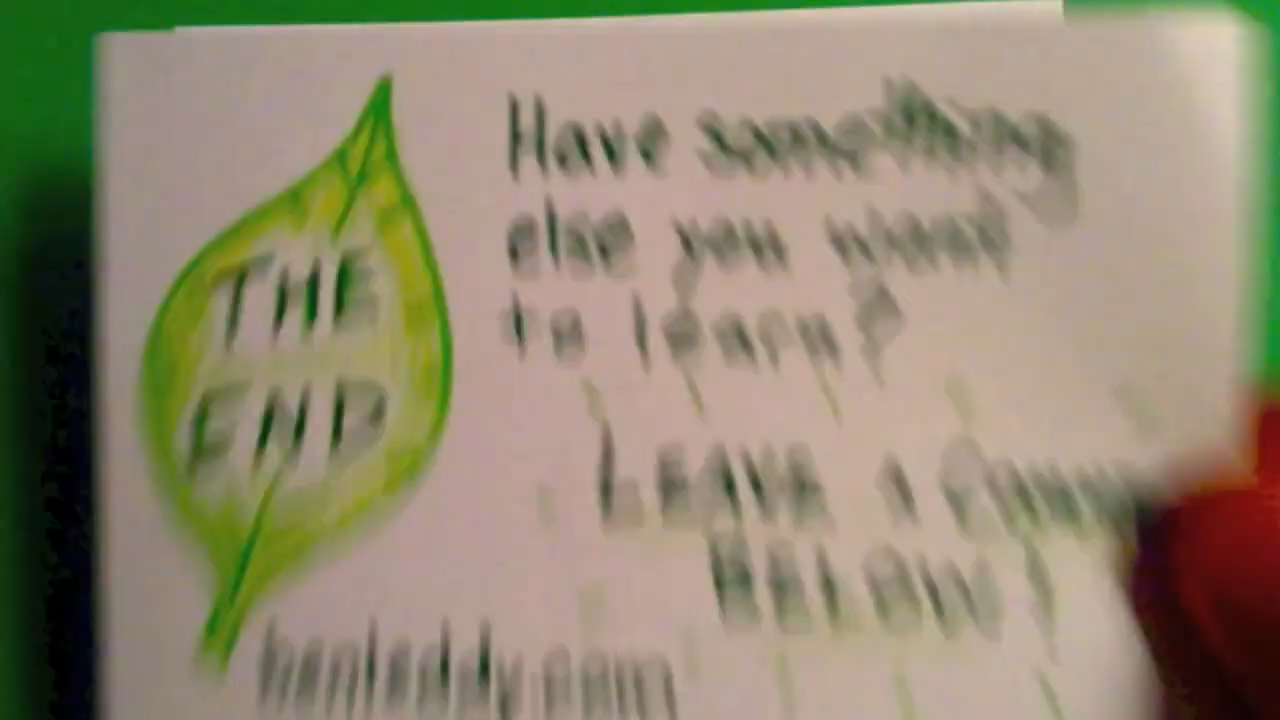 THE
END
Have something
else you want
to learn?
LEAVE A
BELOW!